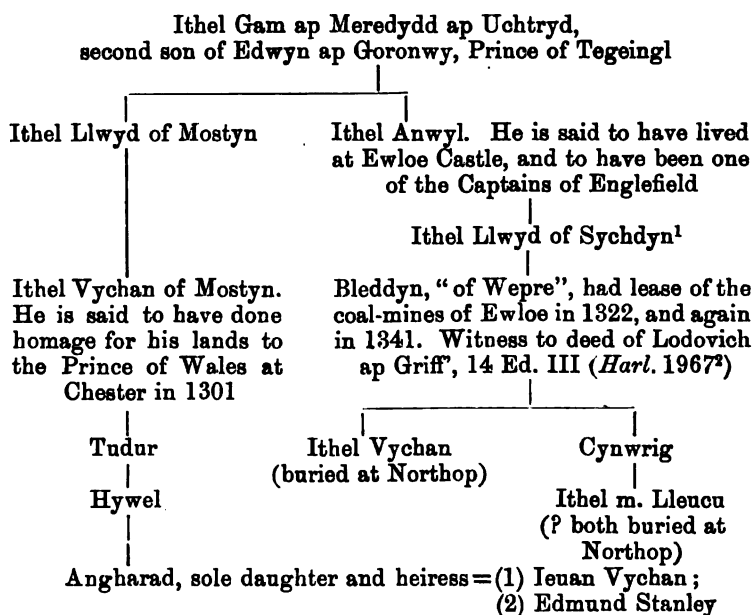 Ithel Gam ap Meredydd ap Uchtryd,
second son of Edwyn ap Goronwy, Prince of Tegeingl
Ithel Llwyd of Mostyn
Ithel Anwyl. He is said to have lived
at Ewloe Castle, and to have been one
of the Captains of Englefield
Ithel Llwyd of Sychdyn¹
Ithel Vychan of Mostyn.
He is said to have done
homage for his lands to
the Prince of Wales at
Chester in 1301
Bleddyn, "of Wepre", had lease of the
coal-mines of Ewloe in 1322, and again
in 1341. Witness to deed of Lodovich
ap Griff', 14 Ed. III (Harl. 1967²)
Tudur
Ithel Vychan
(buried at Northop)
Cynwrig
Hywel
Ithel m. Lleucu
(? both buried at
Northop)
Angharad, sole daughter and heiress=(1) Ieuan Vychan;
(2) Edmund Stanley